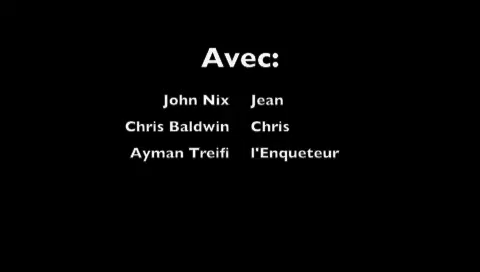 Avec:
John Nix Jean
Chris Baldwin Chris
Ayman Treifi l'Enqueteur